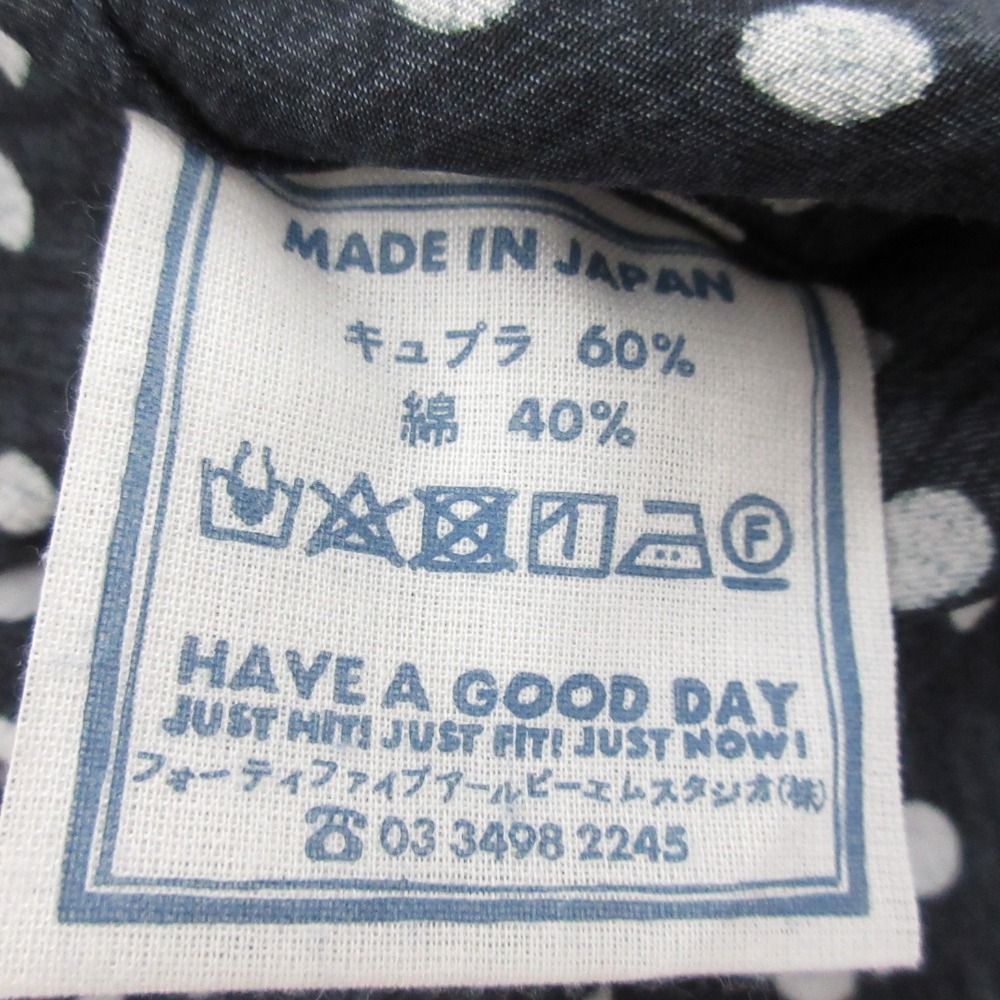 MADE IN JAPAN
キュプラ 60%
綿 40%
F
HAVE A GOOD DAY
JUST HIT! JUST FIT! JUST NOW!
フォーティファイブアールピーエムスタジオ(株)
☎ 03 3498 2245